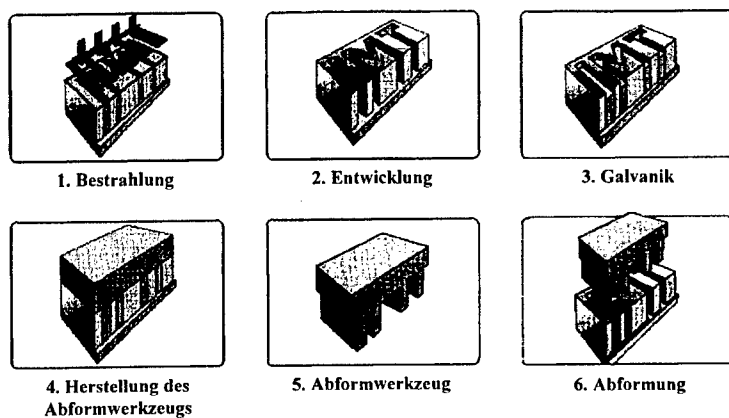 1. Bestrahlung
2. Entwicklung
3. Galvanik
4. Herstellung des
Abformwerkzeugs
5. Abformwerkzeug
6. Abformung